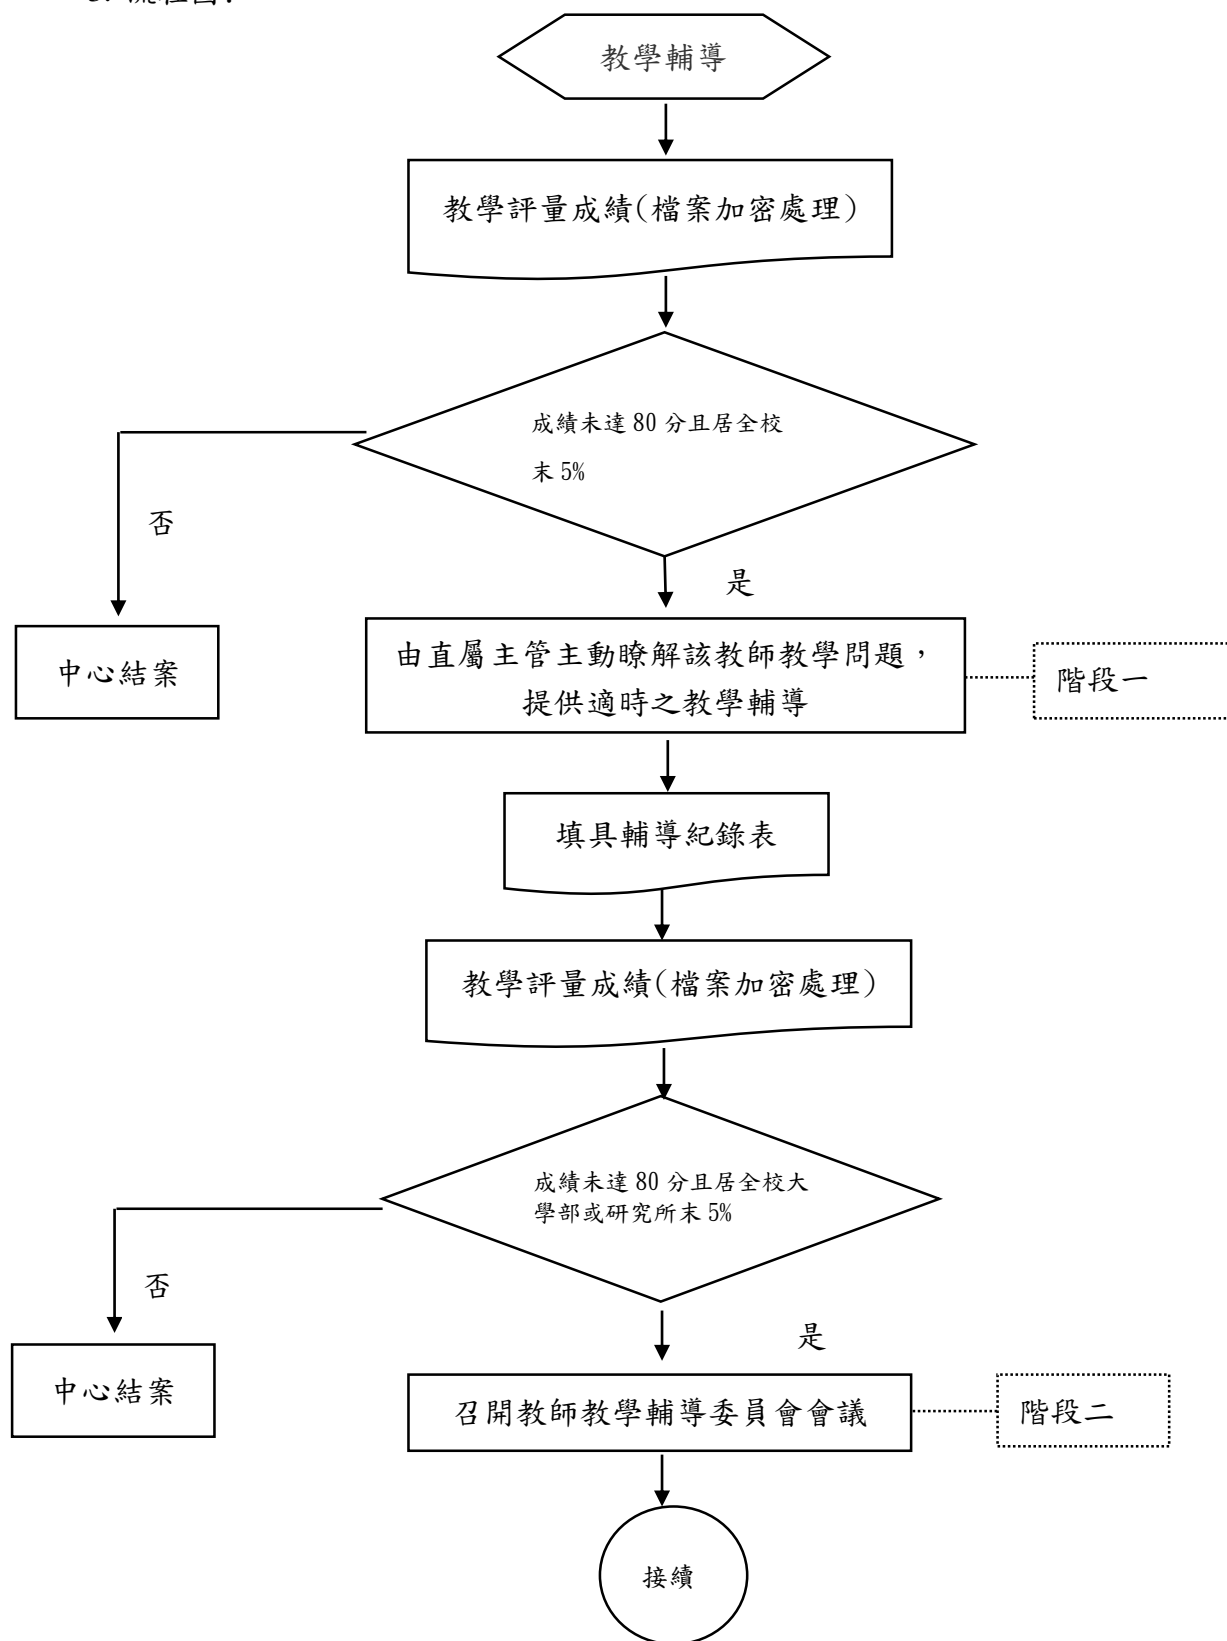 教學輔導
教學評量成績(檔案加密處理)
成績未達 80 分且居全校
末 5%
否
是
中心結案
由直屬主管主動瞭解該教師教學問題，
提供適時之教學輔導
階段一
填具輔導紀錄表
教學評量成績(檔案加密處理)
成績未達 80 分且居全校大
學部或研究所末 5%
否
是
中心結案
召開教師教學輔導委員會會議
階段二
接續